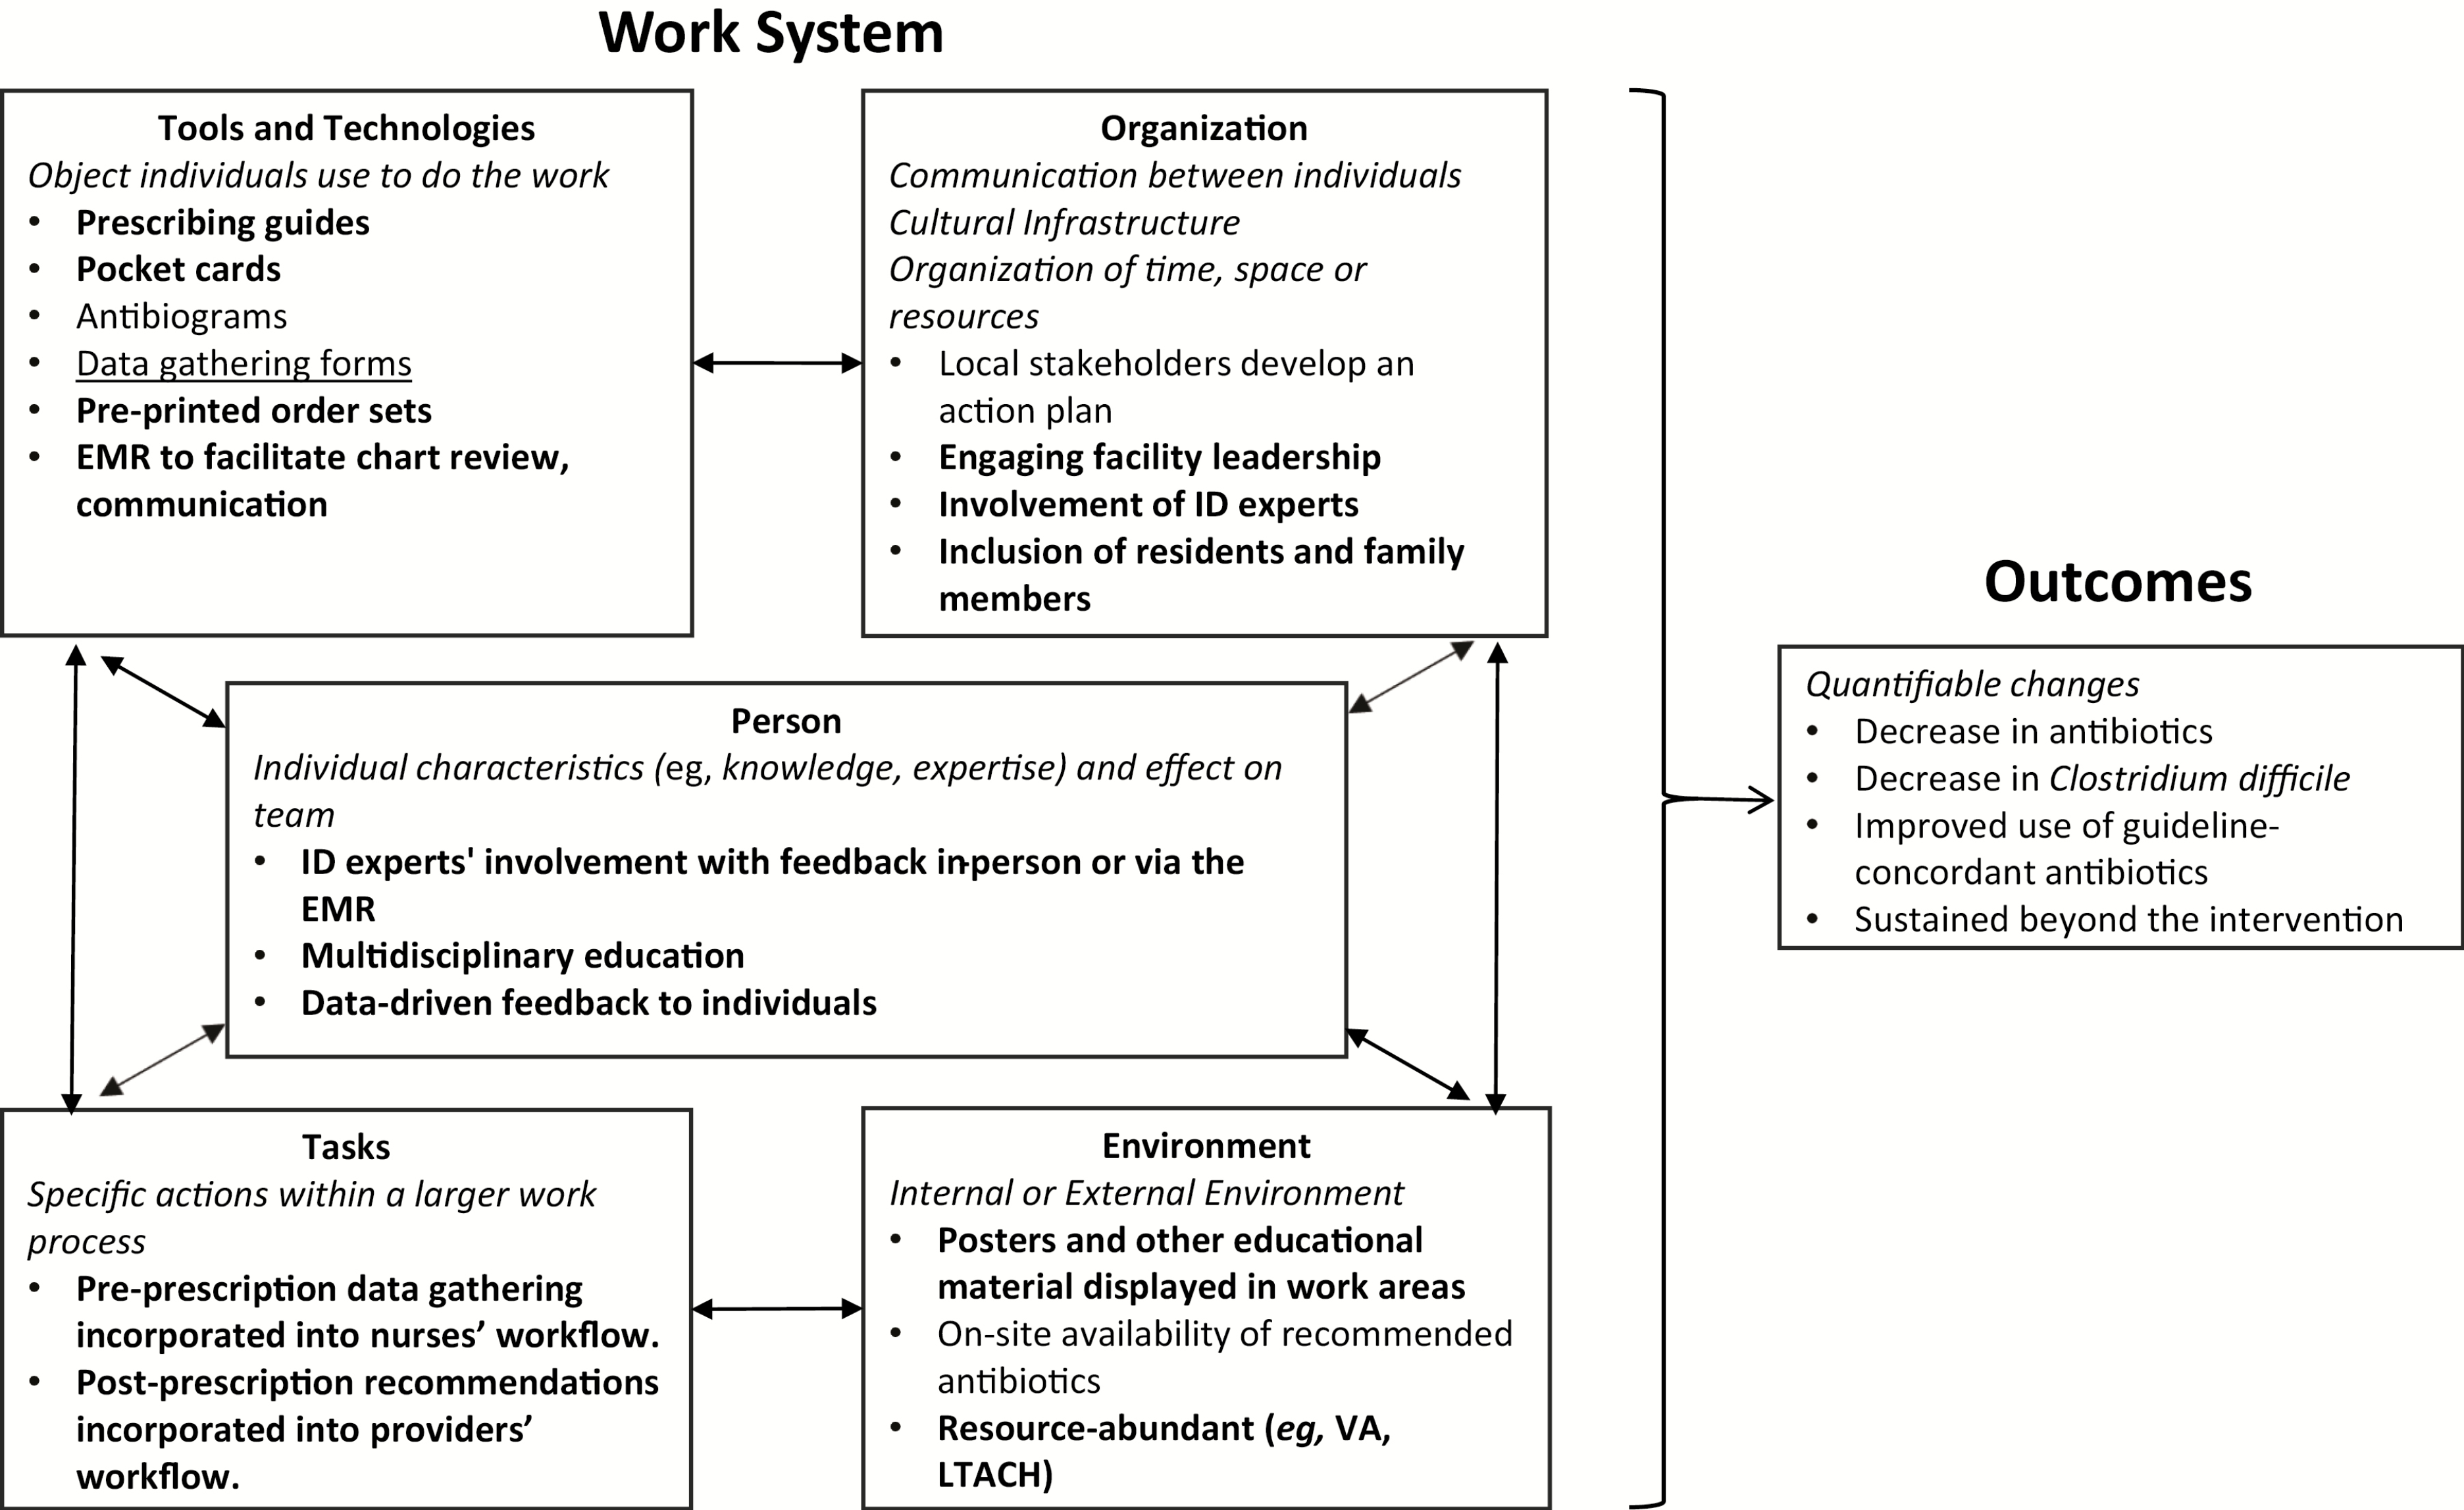 Work System
Tools and Technologies
Object individuals use to do the work
• Prescribing guides
• Pocket cards
• Antibiograms
• Data gathering forms
• Pre-printed order sets
• EMR to facilitate chart review,
communication
Organization
Communication between individuals
Cultural Infrastructure
Organization of time, space or
resources
• Local stakeholders develop an
action plan
• Engaging facility leadership
• Involvement of ID experts
• Inclusion of residents and family
members
Person
Individual characteristics (eg, knowledge, expertise) and effect on
team
• ID experts' involvement with feedback in-person or via the
EMR
• Multidisciplinary education
• Data-driven feedback to individuals
Tasks
Specific actions within a larger work
process
• Pre-prescription data gathering
incorporated into nurses’ workflow.
• Post-prescription recommendations
incorporated into providers’
workflow.
Environment
Internal or External Environment
• Posters and other educational
material displayed in work areas
• On-site availability of recommended
antibiotics
• Resource-abundant (eg, VA,
LTACH)
Outcomes
Quantifiable changes
• Decrease in antibiotics
• Decrease in Clostridium difficile
• Improved use of guideline-
concordant antibiotics
• Sustained beyond the intervention